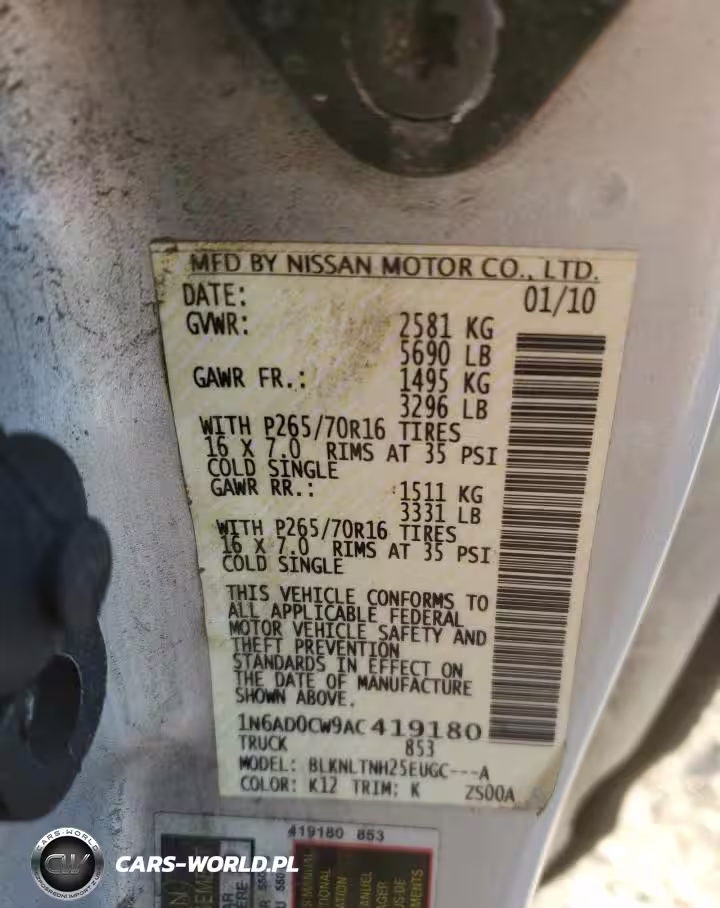 MFD BY NISSAN MOTOR CO., LTD.
DATE: 01/10
GVWR: 2581 KG
5690 LB
GAWR FR.: 1495 KG
3296 LB
WITH P265/70R16 TIRES
16 X 7.0 RIMS AT 35 PSI
COLD SINGLE
GAWR RR.: 1511 KG
3331 LB
WITH P265/70R16 TIRES
16 X 7.0 RIMS AT 35 PSI
COLD SINGLE
THIS VEHICLE CONFORMS TO
ALL APPLICABLE FEDERAL
MOTOR VEHICLE SAFETY AND
THEFT PREVENTION
STANDARDS IN EFFECT ON
THE DATE OF MANUFACTURE
SHOWN ABOVE.
1N6AD0CW9AC419180
TRUCK 853
MODEL: BLKNLTNH25EUGC---A
COLOR: K12 TRIM: K ZS00A
419180 853
CARS-WORLD
CW
CARS-WORLD.PL